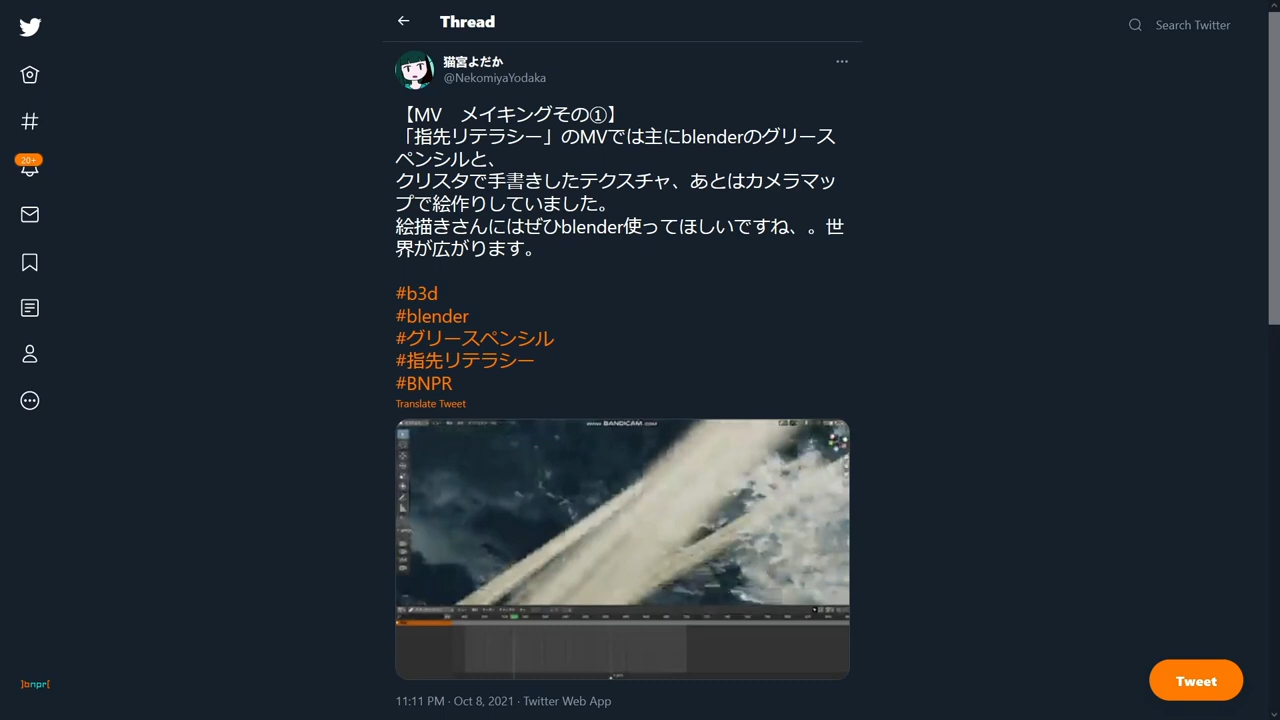 Thread
Search Twitter
猫宮よだか
@NekomiyaYodaka
【MV　メイキングその①】
「指先リテラシー」のMVでは主にblenderのグリース
ペンシルと、
クリスタで手書きしたテクスチャ、あとはカメラマッ
プで絵作りしていました。
絵描きさんにはぜひblender使ってほしいですね、。世
界が広がります。
#b3d
#blender
#グリースペンシル
#指先リテラシー
#BNPR
Translate Tweet
BANDICAM.COM
11:11 PM · Oct 8, 2021 · Twitter Web App
20+
]bnpr[
Tweet